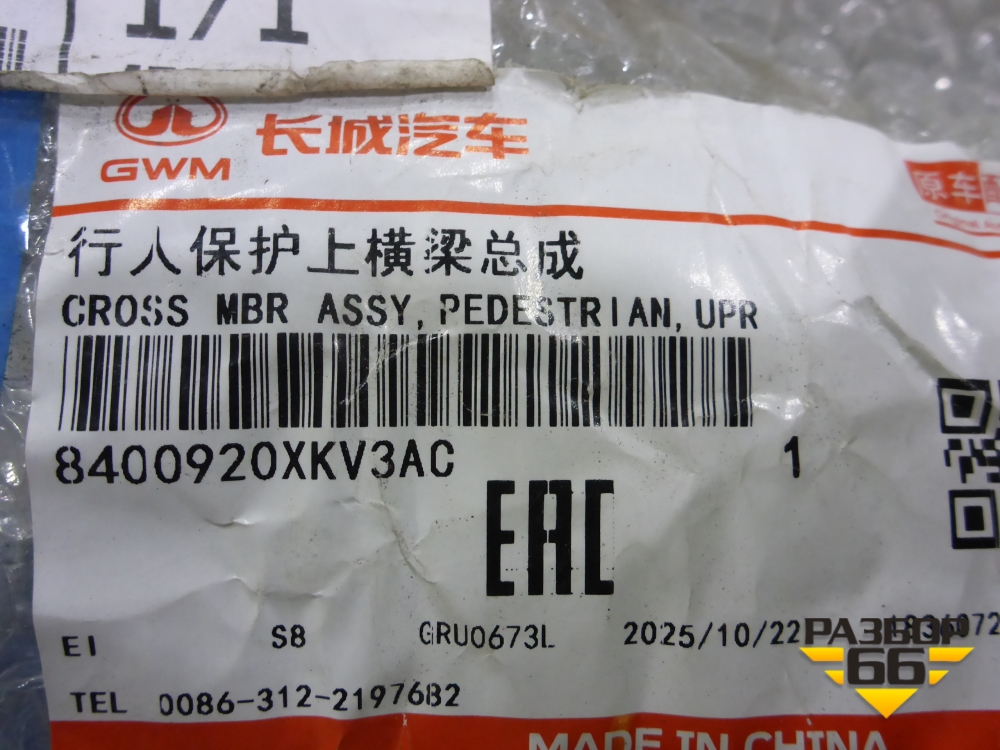 1/1
GWM 长城汽车
原车
行人保护上横梁总成
CROSS MBR ASSY, PEDESTRIAN, UPR
8400920XKV3AC 1
EAC
EI S8 GRU0673L 2025/10/22
РАЗБОР
66
TEL 0086-312-2197682
MADE IN CHINA